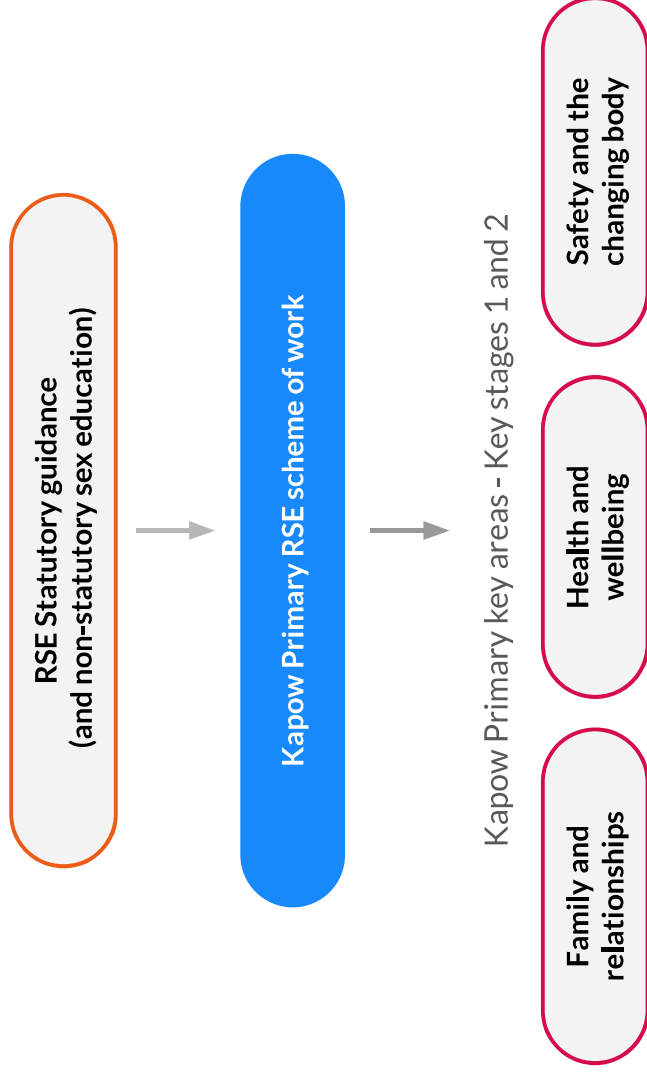 RSE Statutory guidance
(and non-statutory sex education)
Kapow Primary RSE scheme of work
Kapow Primary key areas - Key stages 1 and 2
Family and
relationships
Health and
wellbeing
Safety and the
changing body